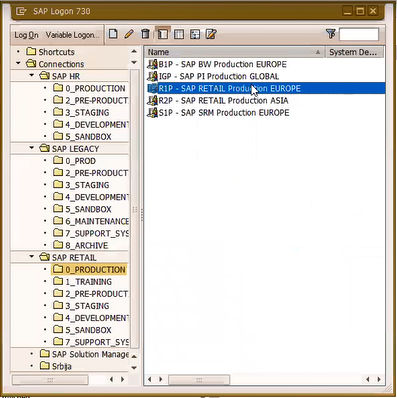 SAP Logon 730
Log On Variable Logon... Filter
Shortcuts
Connections
SAP HR
0_PRODUCTION
2_PRE-PRODUCT
3_STAGING
4_DEVELOPMENT
5_SANDBOX
SAP LEGACY
0_PROD
2_PRE-PRODUCT
3_STAGING
4_DEVELOPMENT
5_SANDBOX
6_MAINTENANCE
7_SUPPORT_SYS
8_ARCHIVE
SAP RETAIL
0_PRODUCTION
1_TRAINING
2_PRE-PRODUCT
3_STAGING
4_DEVELOPMENT
5_SANDBOX
7_SUPPORT_SYS
SAP Solution Manage
Srbija
Name System De...
B1P - SAP BW Production EUROPE
IGP - SAP PI Production GLOBAL
R1P - SAP RETAIL Production EUROPE
R2P - SAP RETAIL Production ASIA
S1P - SAP SRM Production EUROPE